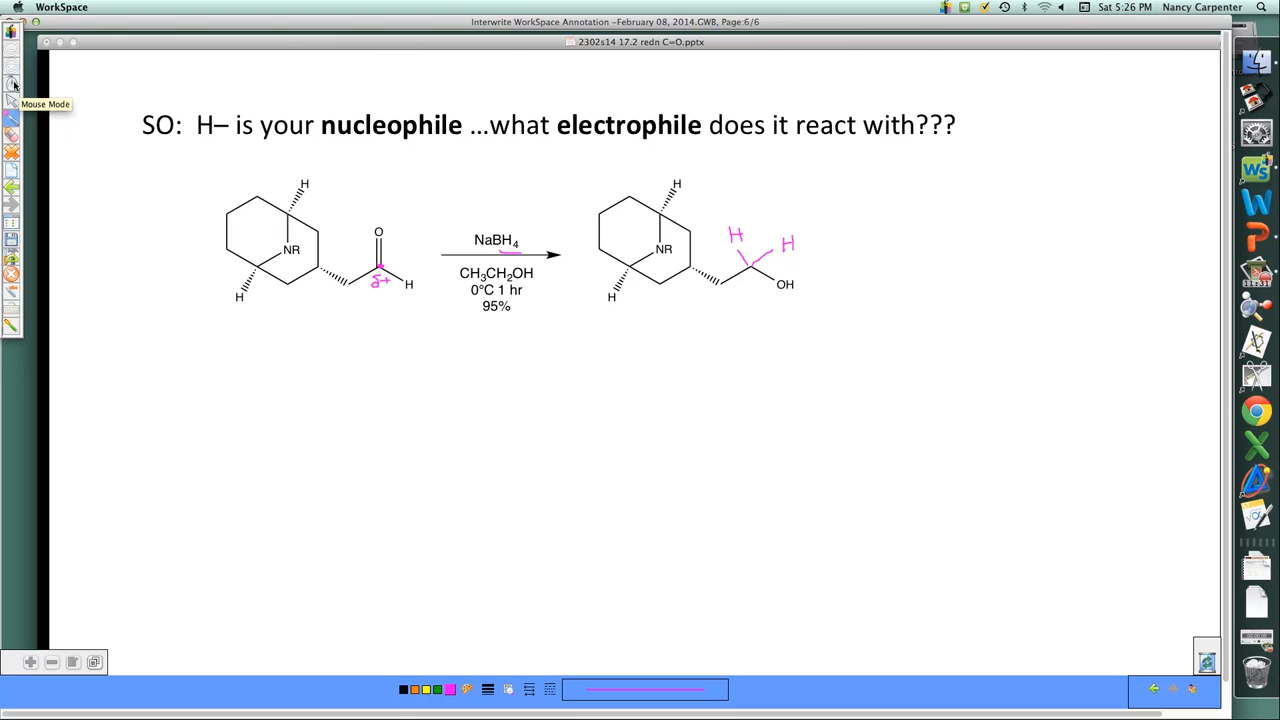 WorkSpace
Sat 5:26 PM Nancy Carpenter
Interwrite WorkSpace Annotation -February 08, 2014.GWB, Page:6/6
2302s14 17.2 redn C=O.pptx
Mouse Mode
SO: H– is your nucleophile ...what electrophile does it react with???
H
NR
H
O
δ+
H
NaBH4
CH3CH2OH
0°C 1 hr
95%
H
NR
H
H
H
OH
11:31